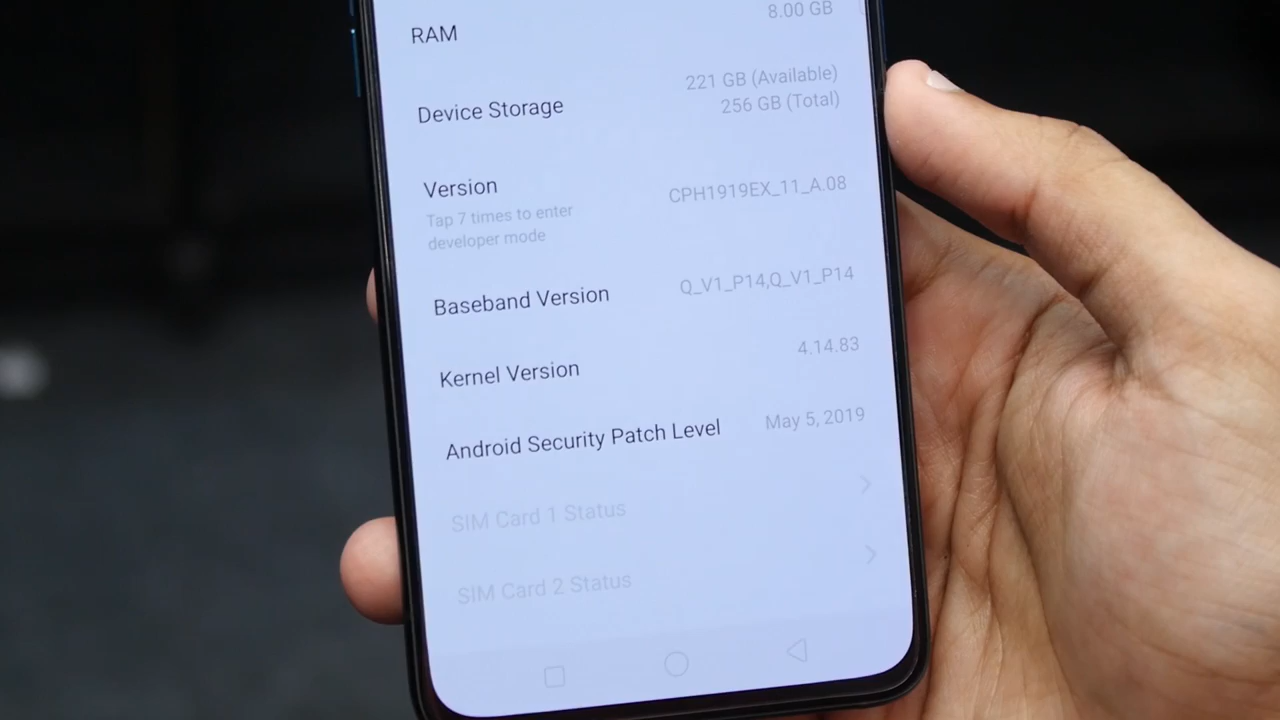 RAM
8.00 GB
Device Storage
221 GB (Available)
256 GB (Total)
Version
Tap 7 times to enter
developer mode
CPH1919EX_11_A.08
Baseband Version
Q_V1_P14,Q_V1_P14
Kernel Version
4.14.83
Android Security Patch Level
May 5, 2019
SIM Card 1 Status
SIM Card 2 Status